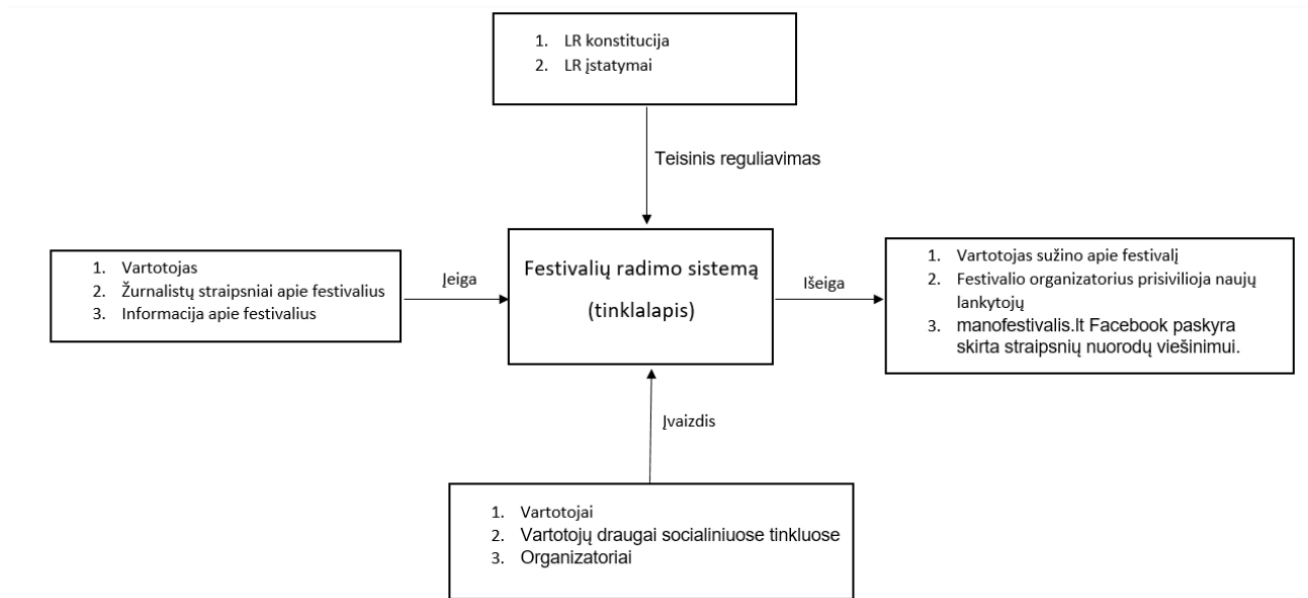 1. LR konstitucija
2. LR įstatymai
Teisinis reguliavimas
1. Vartotojas
2. Žurnalistų straipsniai apie festivalius
3. Informacija apie festivalius
Įeiga
Festivalių radimo sistemą
(tinklalapis)
Išeiga
1. Vartotojas sužino apie festivalį
2. Festivalio organizatorius prisivilioja naujų
lankytojų
3. manofestivalis.lt Facebook paskyra
skirta straipsnių nuorodų viešinimui.
Įvaizdis
1. Vartotojai
2. Vartotojų draugai socialiniuose tinkluose
3. Organizatoriai